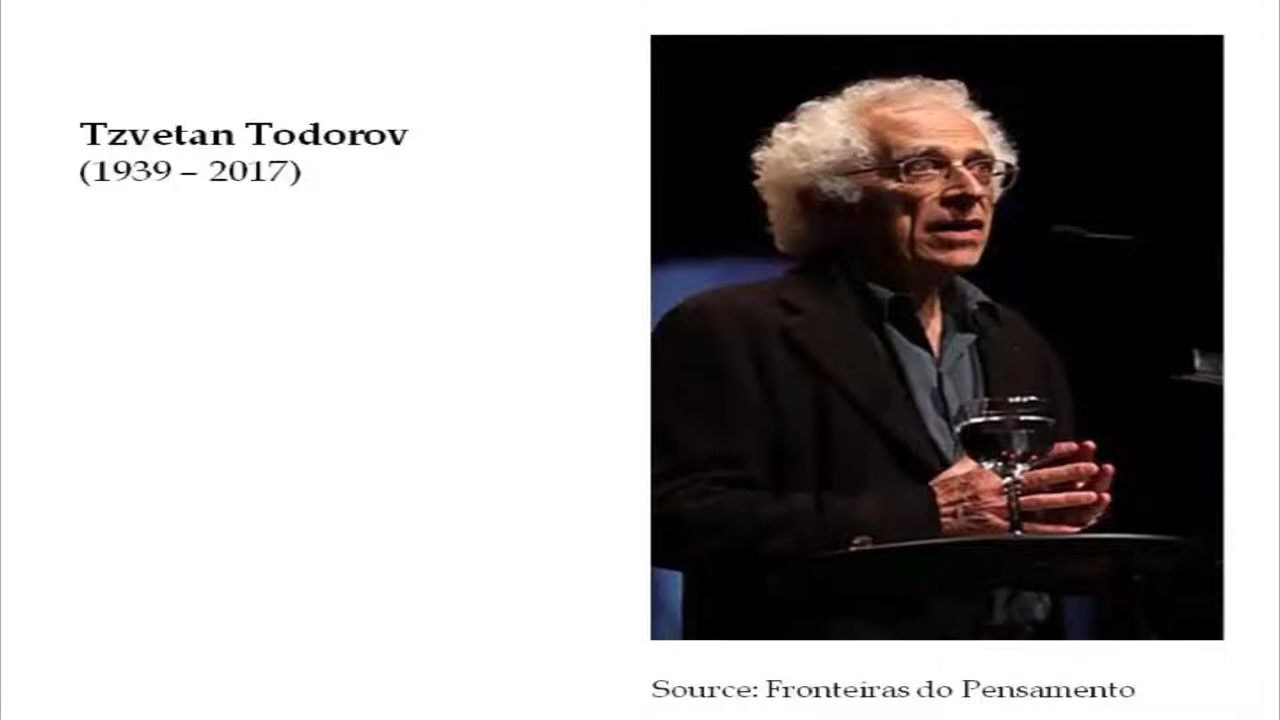 Tzvetan Todorov
(1939 – 2017)
Source: Fronteiras do Pensamento